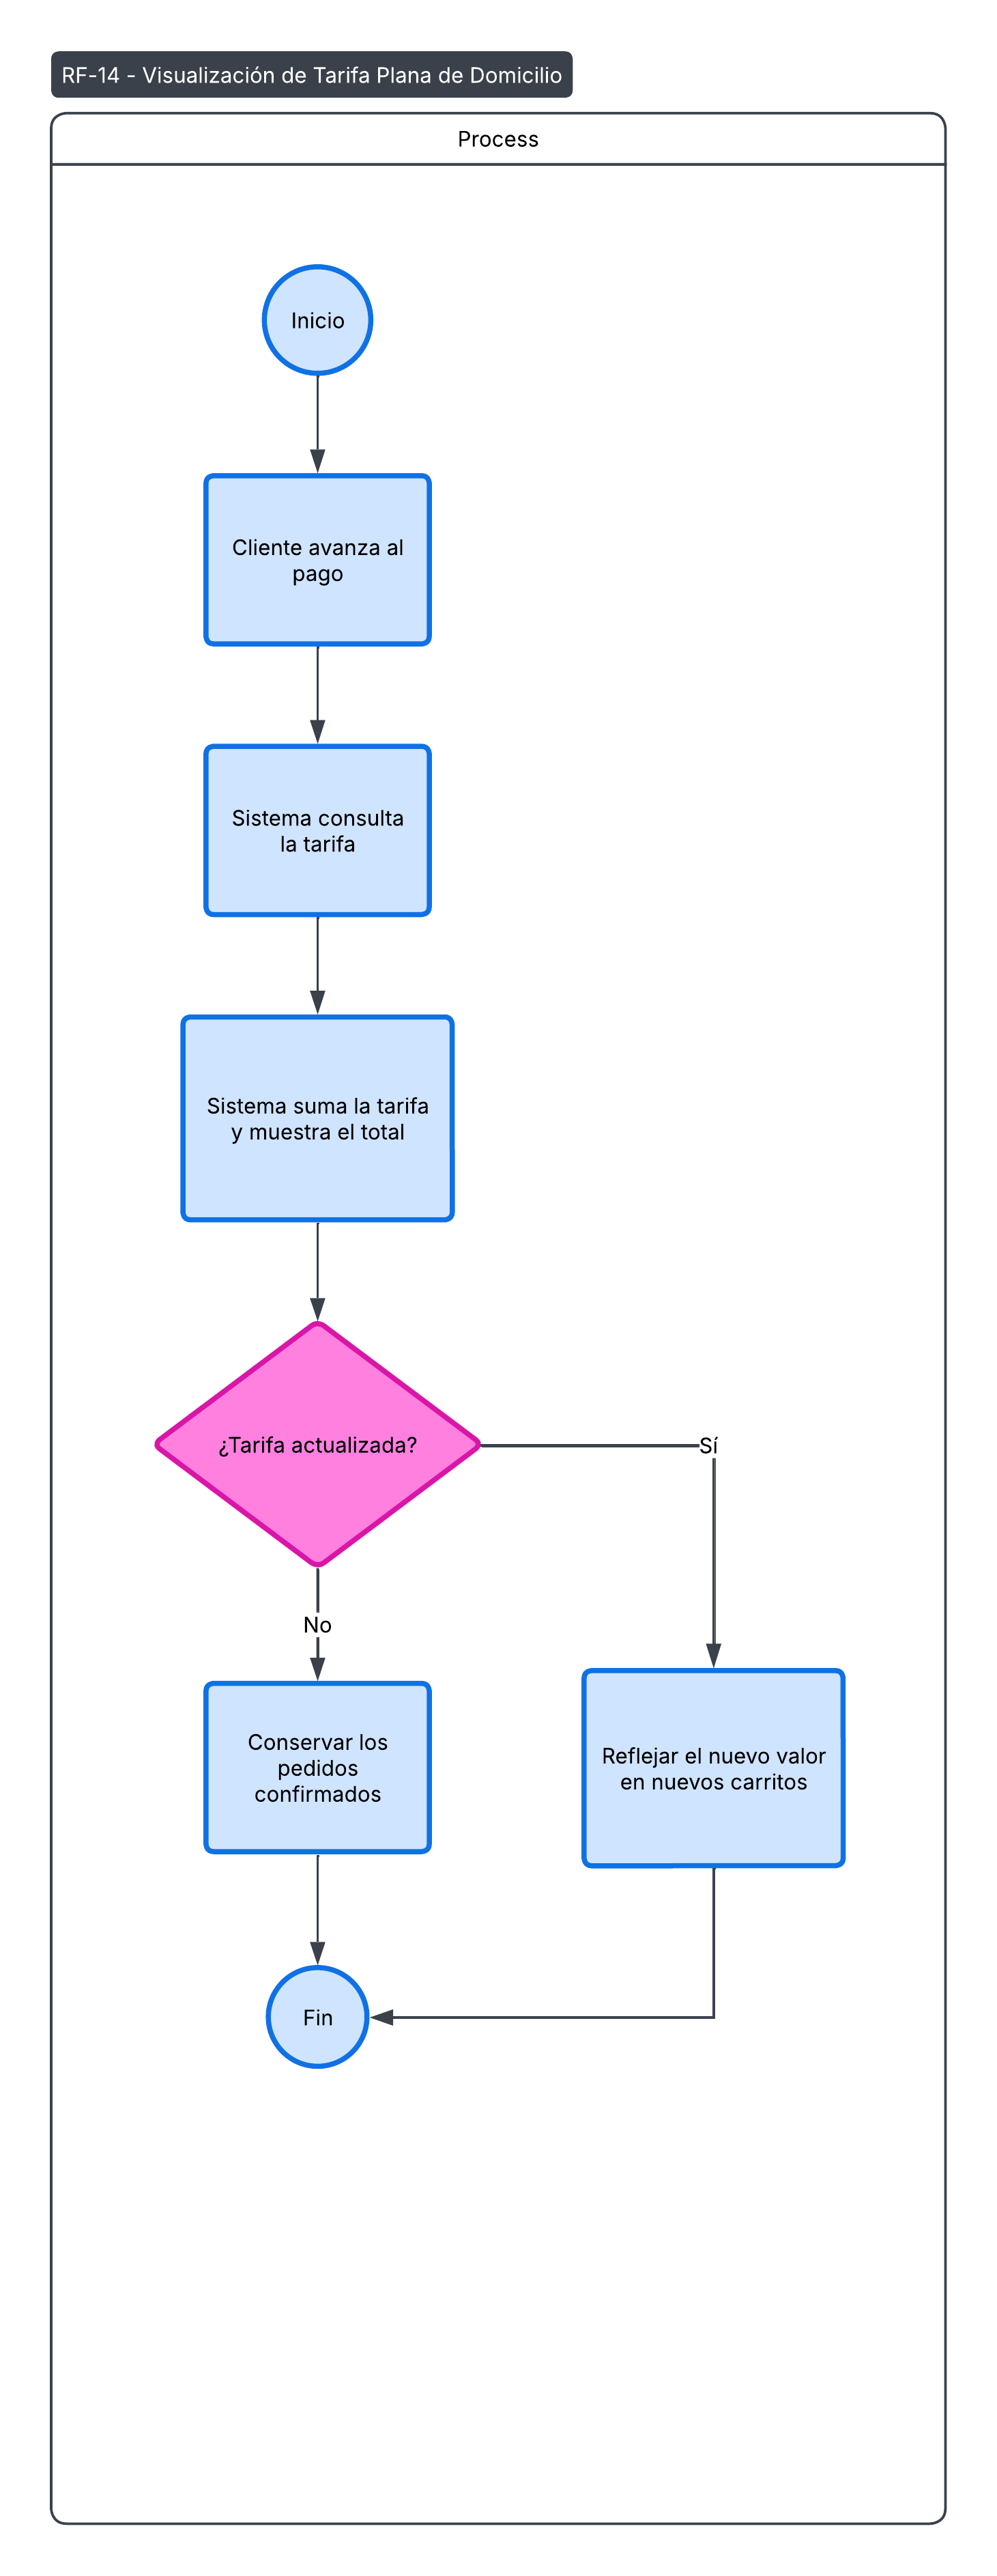 RF-14 - Visualización de Tarifa Plana de Domicilio
Process
Inicio
Cliente avanza al
pago
Sistema consulta
la tarifa
Sistema suma la tarifa
y muestra el total
¿Tarifa actualizada?
Sí
No
Conservar los
pedidos
confirmados
Reflejar el nuevo valor
en nuevos carritos
Fin